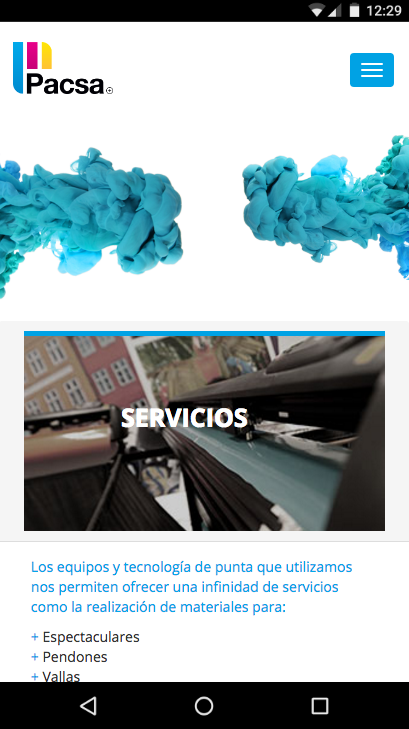 12:29
Pacsa
SERVICIOS
Los equipos y tecnología de punta que utilizamos
nos permiten ofrecer una infinidad de servicios
como la realización de materiales para:
+ Espectaculares
+ Pendones
+ Vallas